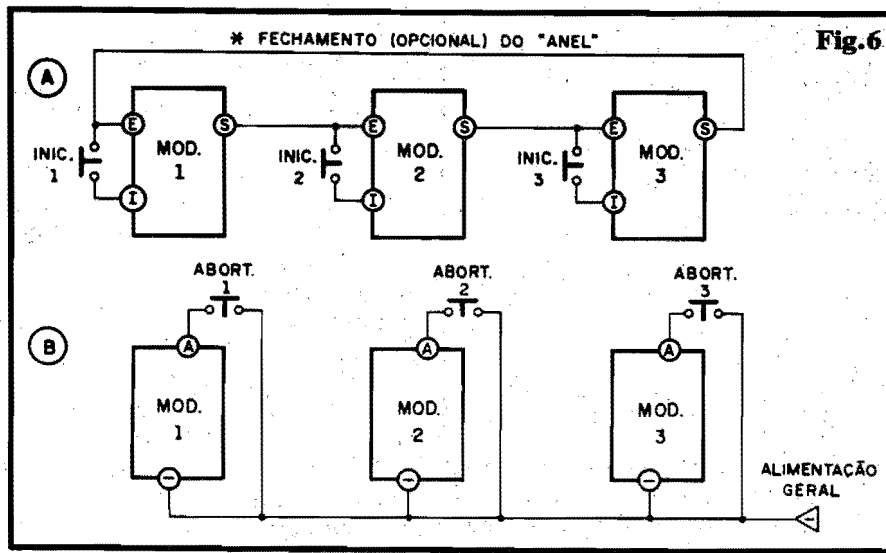 * FECHAMENTO (OPCIONAL) DO "ANEL"
Fig.6
A
E
MOD.
1
S
INIC.
1
I
E
MOD.
2
S
INIC.
2
I
E
MOD.
3
S
INIC.
3
I
B
ABORT.
1
A
MOD.
1
−
ABORT.
2
A
MOD.
2
−
ABORT.
3
A
MOD.
3
−
ALIMENTAÇÃO
GERAL
−